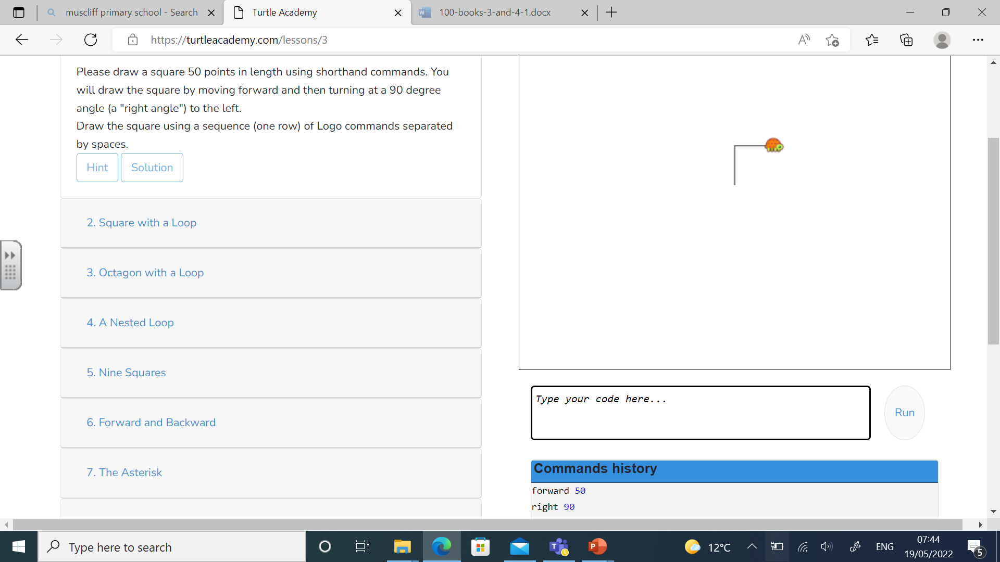 muscliff primary school - Search
Turtle Academy
100-books-3-and-4-1.docx
https://turtleacademy.com/lessons/3
Please draw a square 50 points in length using shorthand commands. You
will draw the square by moving forward and then turning at a 90 degree
angle (a "right angle") to the left.
Draw the square using a sequence (one row) of Logo commands separated
by spaces.
Hint
Solution
2. Square with a Loop
3. Octagon with a Loop
4. A Nested Loop
5. Nine Squares
6. Forward and Backward
7. The Asterisk
Type your code here...
Run
Commands history
forward 50
right 90
Type here to search
12°C
ENG
07:44
19/05/2022
5